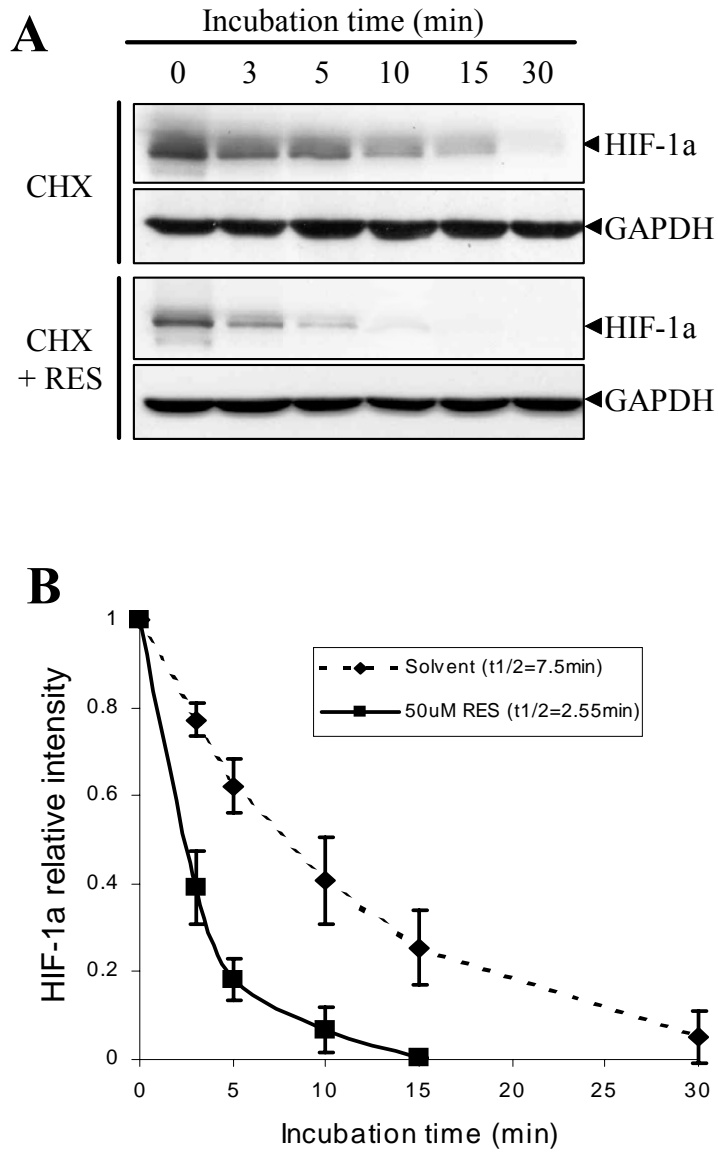 A
Incubation time (min)
0 3 5 10 15 30
CHX
HIF-1a
GAPDH
CHX
+ RES
HIF-1a
GAPDH
B
HIF-1a relative intensity
1
0.8
0.6
0.4
0.2
0
Solvent (t1/2=7.5min)
50uM RES (t1/2=2.55min)
0 5 10 15 20 25 30
Incubation time (min)